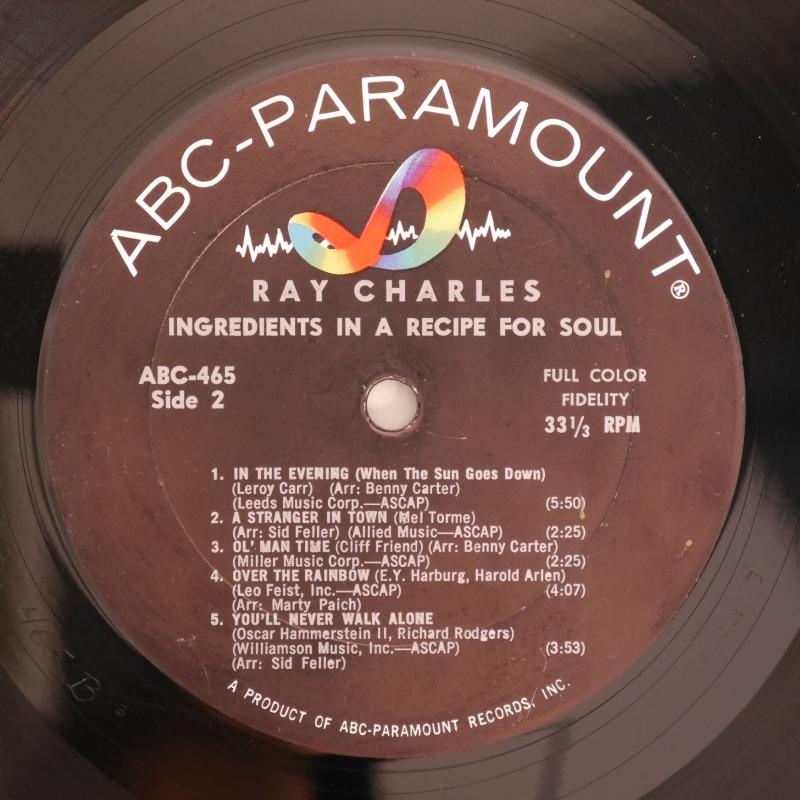 ABC-PARAMOUNT®
RAY CHARLES
INGREDIENTS IN A RECIPE FOR SOUL
ABC-465
Side 2
FULL COLOR
FIDELITY
33⅓ RPM
1. IN THE EVENING (When The Sun Goes Down)
(Leroy Carr) (Arr: Benny Carter)
(Leeds Music Corp.—ASCAP) (5:50)
2. A STRANGER IN TOWN (Mel Torme)
(Arr: Sid Feller) (Allied Music—ASCAP) (2:25)
3. OL' MAN TIME (Cliff Friend) (Arr: Benny Carter)
(Miller Music Corp.—ASCAP) (2:25)
4. OVER THE RAINBOW (E.Y. Harburg, Harold Arlen)
(Leo Feist, Inc.—ASCAP) (4:07)
(Arr: Marty Paich)
5. YOU'LL NEVER WALK ALONE
(Oscar Hammerstein II, Richard Rodgers)
(Williamson Music, Inc.—ASCAP) (3:53)
(Arr: Sid Feller)
A PRODUCT OF ABC-PARAMOUNT RECORDS, INC.